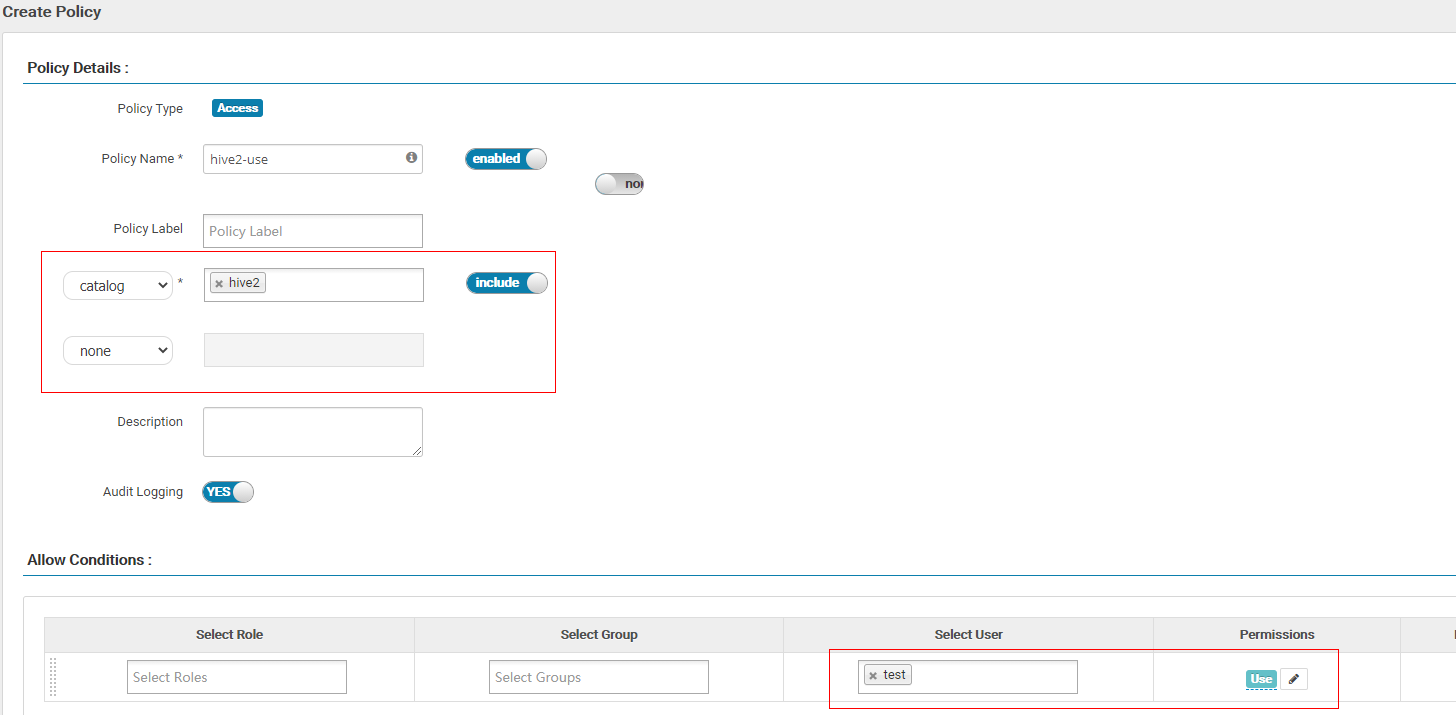 Create Policy
Policy Details :
Policy Type Access
Policy Name * hive2-use enabled
Policy Label Policy Label
catalog * hive2 include
none
Description
Audit Logging YES
Allow Conditions :
Select Role Select Group Select User Permissions
Select Roles Select Groups test Use